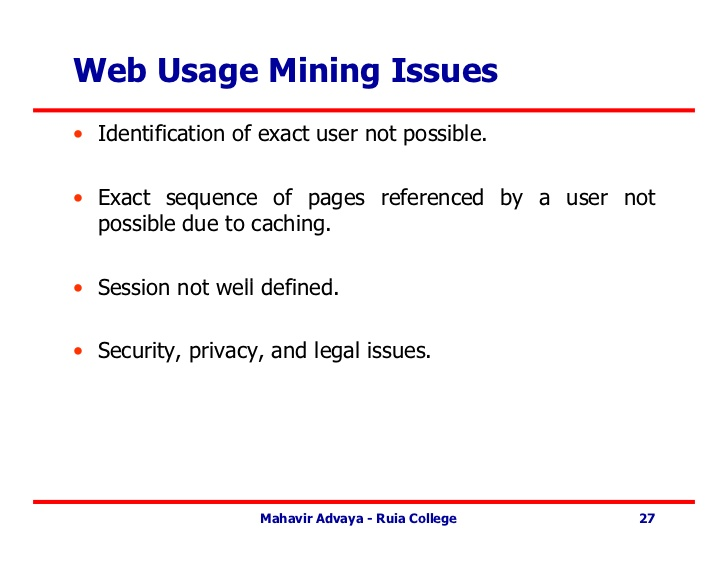 Web Usage Mining Issues
• Identification of exact user not possible.
• Exact sequence of pages referenced by a user not
possible due to caching.
• Session not well defined.
• Security, privacy, and legal issues.
Mahavir Advaya - Ruia College 27